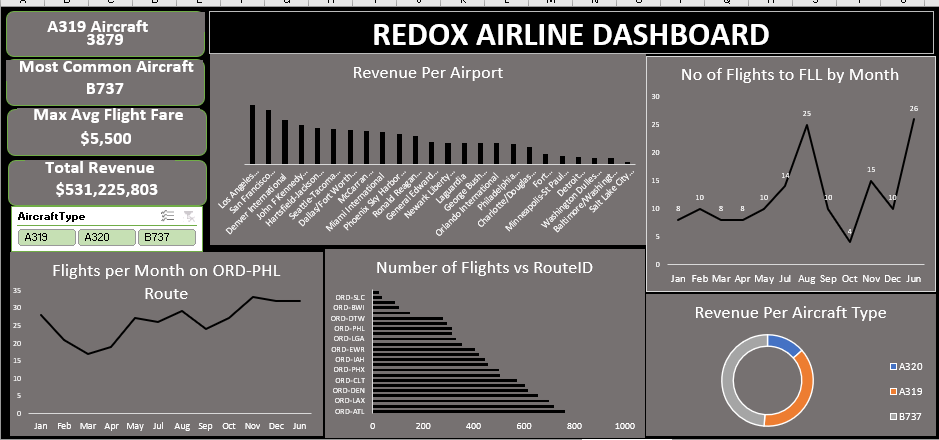 REDOX AIRLINE DASHBOARD
A319 Aircraft
3879
Most Common Aircraft
B737
Max Avg Flight Fare
$5,500
Total Revenue
$531,225,803
AircraftType
A319 A320 B737
Revenue Per Airport
Los Angeles...
San Francisco...
Denver International
John F Kennedy...
Hartsfield-Jackson...
Seattle-Tacoma...
Dallas/Fort Worth...
McCarran...
Miami International
Phoenix Sky Harbor...
Ronald Reagan...
General Edward...
Newark Liberty...
Laguardia
George Bush...
Orlando International
Philadelphia...
Charlotte/Douglas...
Fort...
Minneapolis-St Paul...
Detroit...
Washington Dulles...
Baltimore/Washing...
Salt Lake City...
No of Flights to FLL by Month
30
25
20
15
10
5
0
8 10 8 8 10 14 25 10 4 15 10 26
Jan Feb Mar Apr May Jul Aug Sep Oct Nov Dec Jun
Flights per Month on ORD-PHL
Route
35
30
25
20
15
10
5
0
Jan Feb Mar Apr May Jul Aug Sep Oct Nov Dec Jun
Number of Flights vs RouteID
ORD-SLC
ORD-BWI
ORD-DTW
ORD-PHL
ORD-LGA
ORD-EWR
ORD-IAH
ORD-PHX
ORD-CLT
ORD-DEN
ORD-LAX
ORD-ATL
0 200 400 600 800 1000
Revenue Per Aircraft Type
A320
A319
B737